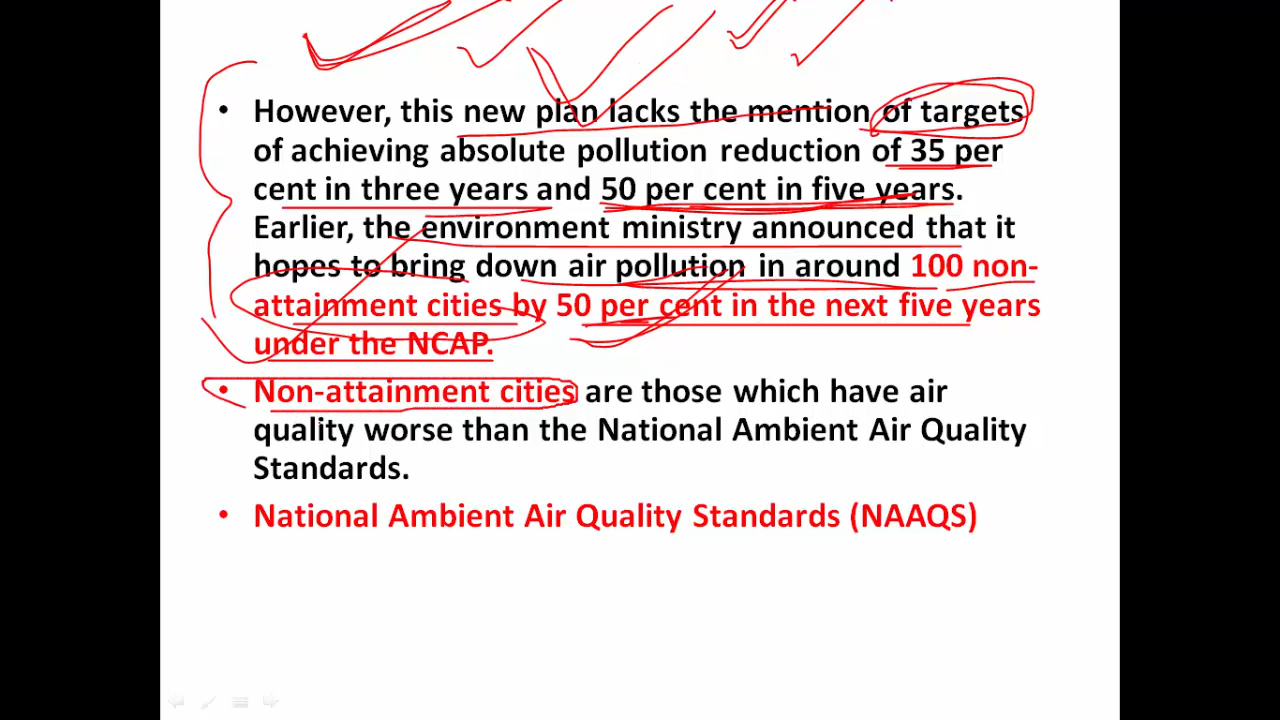 • However, this new plan lacks the mention of targets
of achieving absolute pollution reduction of 35 per
cent in three years and 50 per cent in five years.
Earlier, the environment ministry announced that it
hopes to bring down air pollution in around 100 non-
attainment cities by 50 per cent in the next five years
under the NCAP.
• Non-attainment cities are those which have air
quality worse than the National Ambient Air Quality
Standards.
• National Ambient Air Quality Standards (NAAQS)